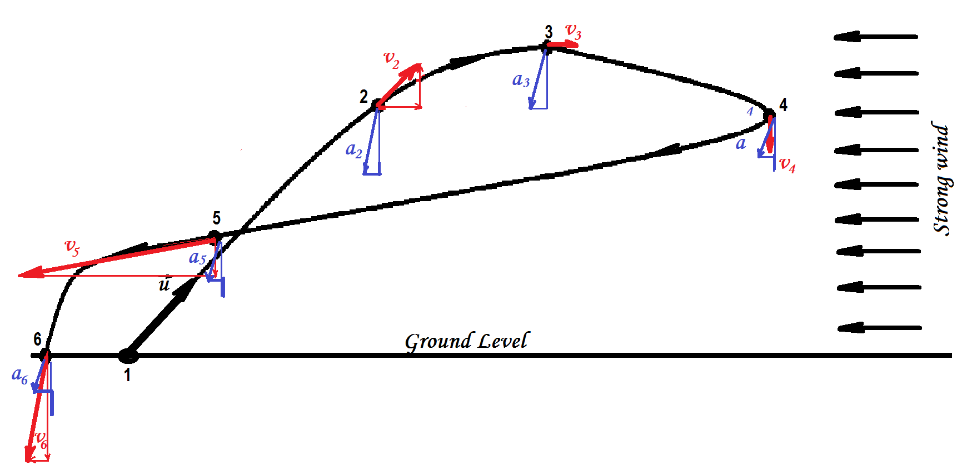 3
v₃
v₂
2
a₃
4
4
a₂
a
v₄
Strong wind
5
v₅
a₅
u⃗
6
Ground Level
1
a₆
v₆